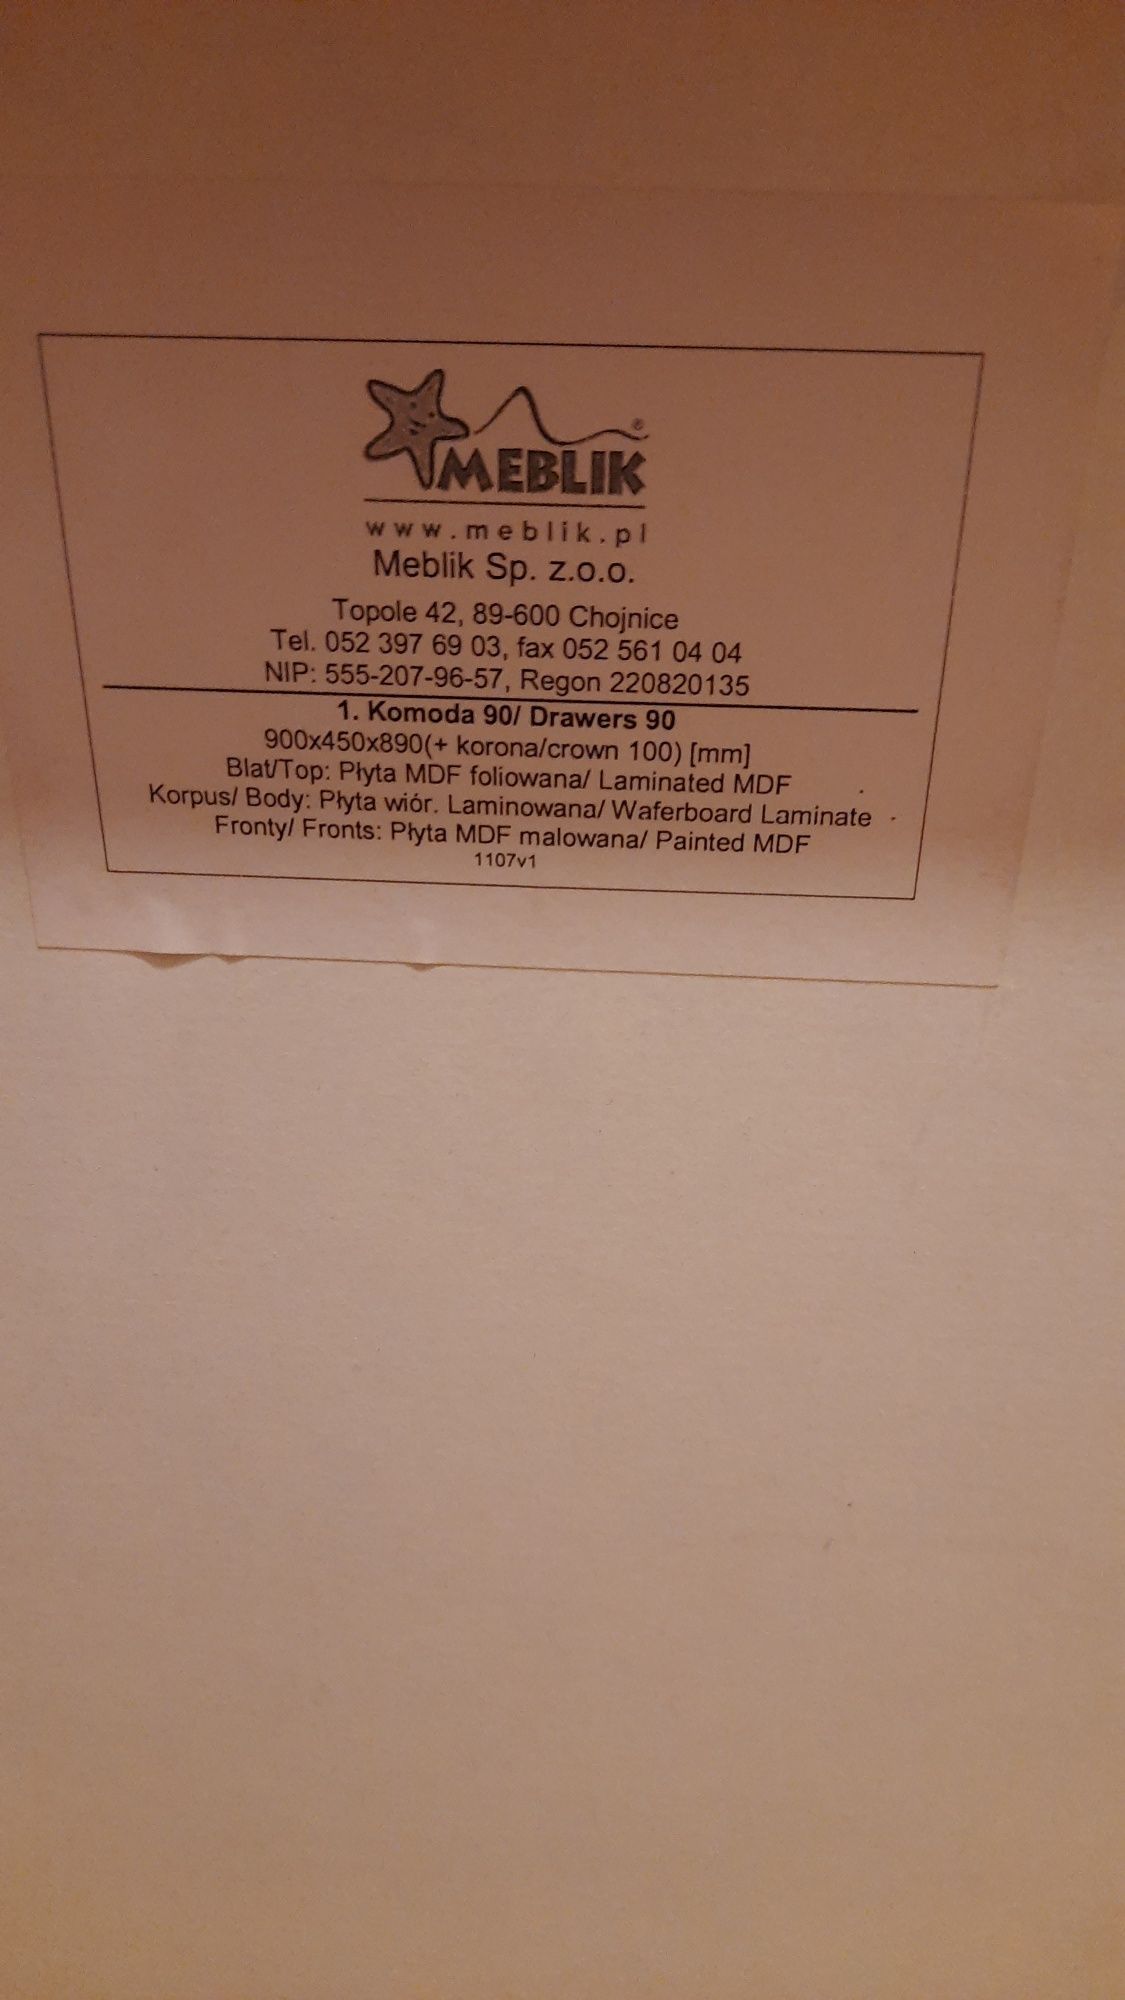 MEBLIK®
www.meblik.pl
Meblik Sp. z.o.o.
Topole 42, 89-600 Chojnice
Tel. 052 397 69 03, fax 052 561 04 04
NIP: 555-207-96-57, Regon 220820135
1. Komoda 90/ Drawers 90
900x450x890(+ korona/crown 100) [mm]
Blat/Top: Płyta MDF foliowana/ Laminated MDF
Korpus/ Body: Płyta wiór. Laminowana/ Waferboard Laminate
Fronty/ Fronts: Płyta MDF malowana/ Painted MDF
1107v1